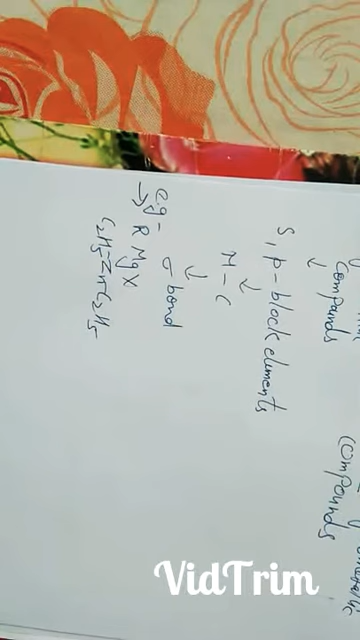 compounds
compounds
↓
S, p-block elements
↓
M-C
↓
σ bond
e.g-
→ R Mg X
C₂H₅-Zn-C₂H₅
VidTrim